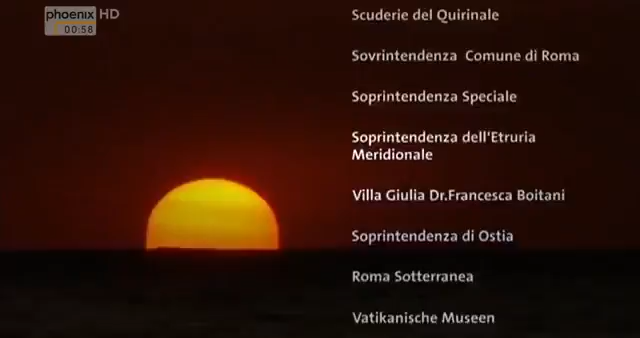 phoenix HD
00:58
Scuderie del Quirinale
Sovrintendenza Comune di Roma
Soprintendenza Speciale
Soprintendenza dell'Etruria
Meridionale
Villa Giulia Dr.Francesca Boitani
Soprintendenza di Ostia
Roma Sotterranea
Vatikanische Museen